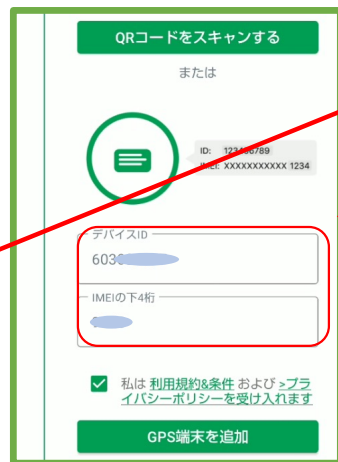 QRコードをスキャンする
または
ID: 123456789
IMEI: XXXXXXXXXXX 1234
デバイスID
603
IMEIの下4桁
私は 利用規約&条件 および >プラ
イバシーポリシーを受け入れます
GPS端末を追加